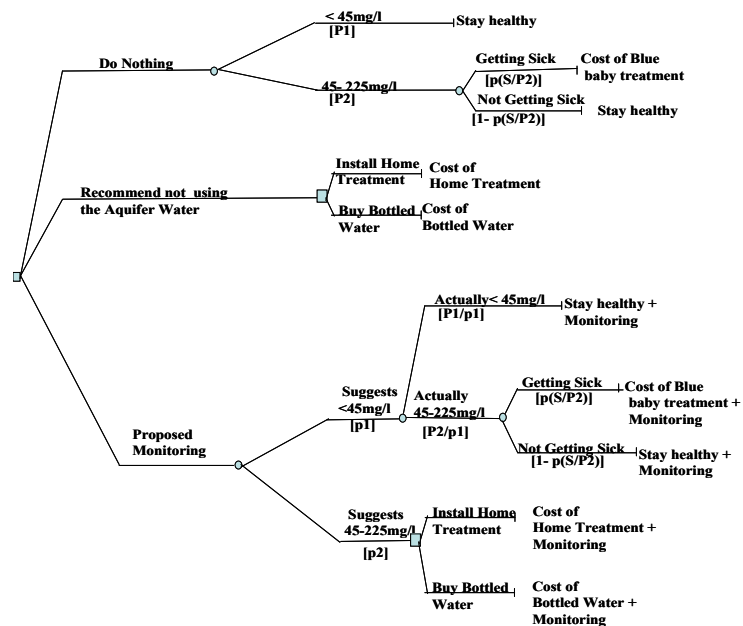 < 45mg/l
[P1]
Stay healthy
Do Nothing
45- 225mg/l
[P2]
Getting Sick
[p(S/P2)]
Cost of Blue
baby treatment
Not Getting Sick
[1- p(S/P2)]
Stay healthy
Recommend not using
the Aquifer Water
Install Home
Treatment
Cost of
Home Treatment
Buy Bottled
Water
Cost of
Bottled Water
Proposed
Monitoring
Suggests
<45mg/l
[p1]
Actually< 45mg/l
[P1/p1]
Stay healthy +
Monitoring
Actually
45-225mg/l
[P2/p1]
Getting Sick
[p(S/P2)]
Cost of Blue
baby treatment +
Monitoring
Not Getting Sick
[1- p(S/P2)]
Stay healthy +
Monitoring
Suggests
45-225mg/l
[p2]
Install Home
Treatment
Cost of
Home Treatment +
Monitoring
Buy Bottled
Water
Cost of
Bottled Water +
Monitoring